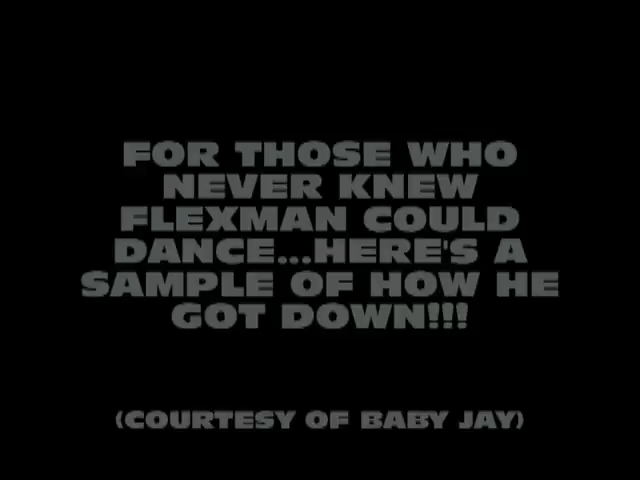 FOR THOSE WHO
NEVER KNEW
FLEXMAN COULD
DANCE...HERE'S A
SAMPLE OF HOW HE
GOT DOWN!!!
(COURTESY OF BABY JAY)